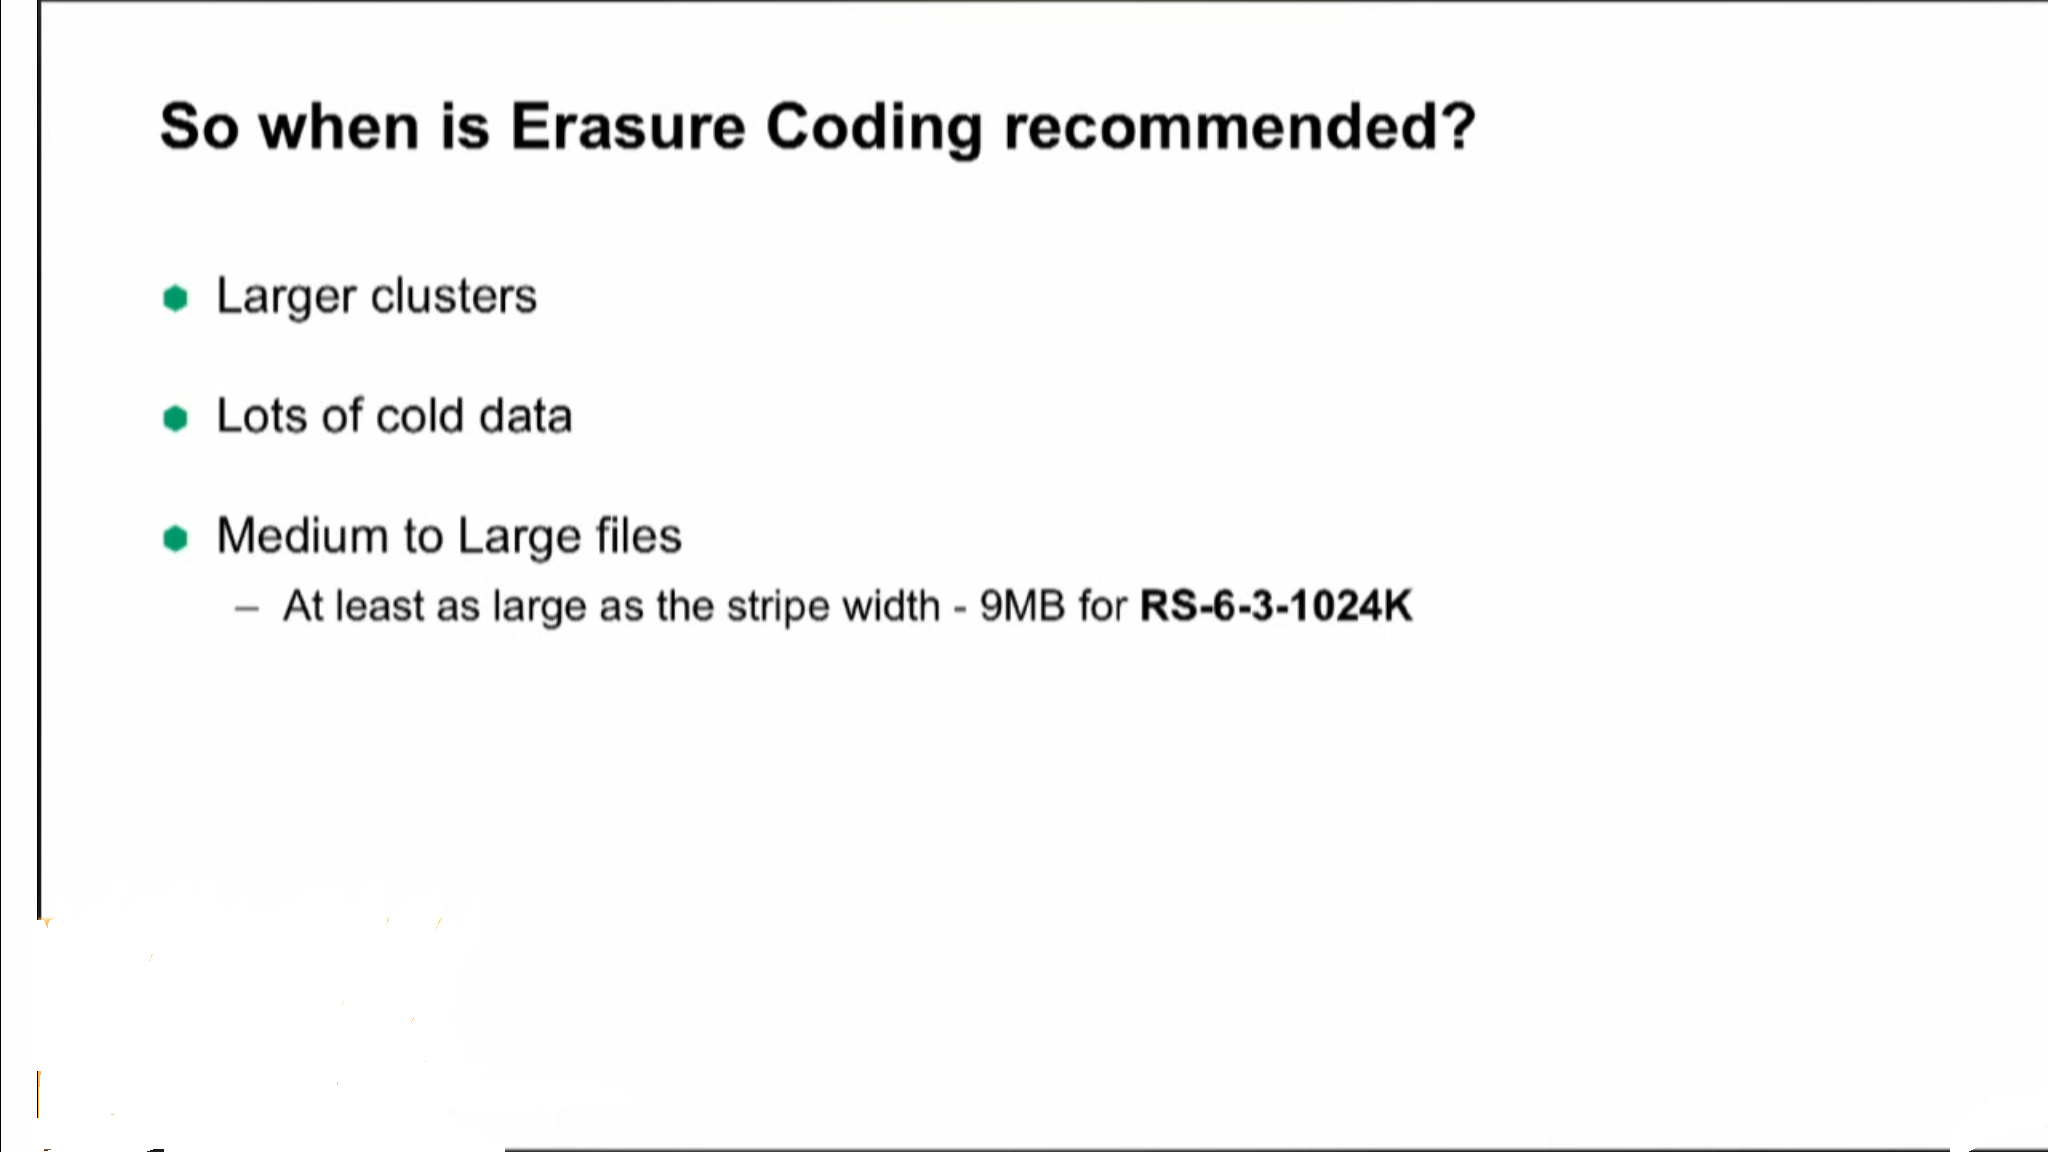 So when is Erasure Coding recommended?
Larger clusters
Lots of cold data
Medium to Large files
– At least as large as the stripe width - 9MB for RS-6-3-1024K